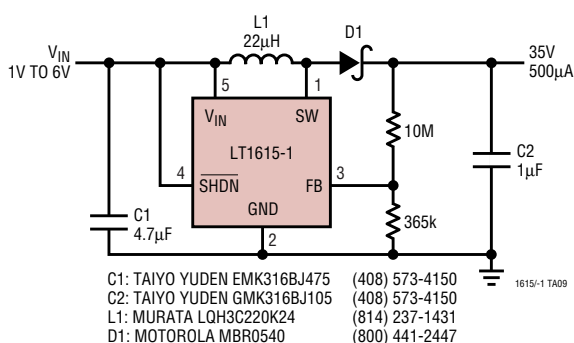 L1
22µH
D1
VIN
1V TO 6V
35V
500µA
5
1
VIN
SW
LT1615-1
10M
C2
1µF
4
SHDN
FB
3
GND
C1
4.7µF
2
365k
1615/-1 TA09
C1: TAIYO YUDEN EMK316BJ475 (408) 573-4150
C2: TAIYO YUDEN GMK316BJ105 (408) 573-4150
L1: MURATA LQH3C220K24 (814) 237-1431
D1: MOTOROLA MBR0540 (800) 441-2447